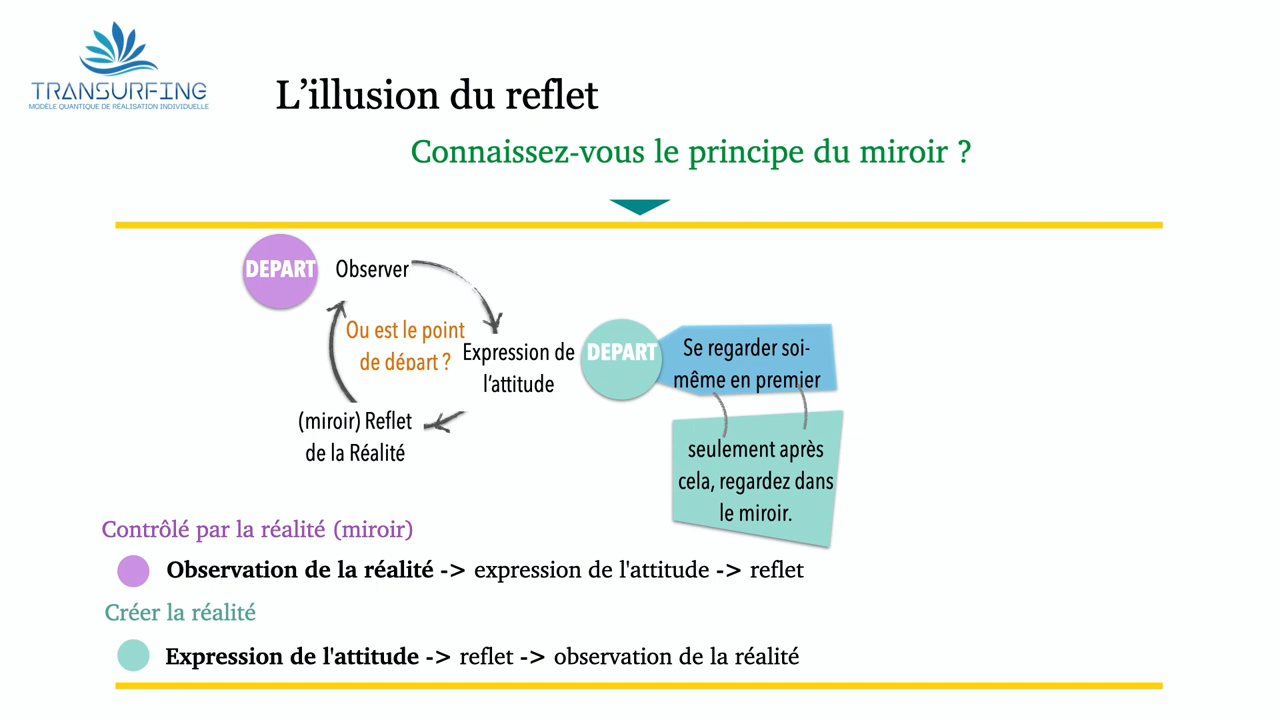 TRANSURFING
MODÈLE QUANTIQUE DE RÉALISATION INDIVIDUELLE
L’illusion du reflet
Connaissez-vous le principe du miroir ?
DEPART
Observer
Ou est le point
de départ ?
Expression de
l’attitude
(miroir) Reflet
de la Réalité
DEPART
Se regarder soi-
même en premier
seulement après
cela, regardez dans
le miroir.
Contrôlé par la réalité (miroir)
Observation de la réalité -> expression de l'attitude -> reflet
Créer la réalité
Expression de l'attitude -> reflet -> observation de la réalité